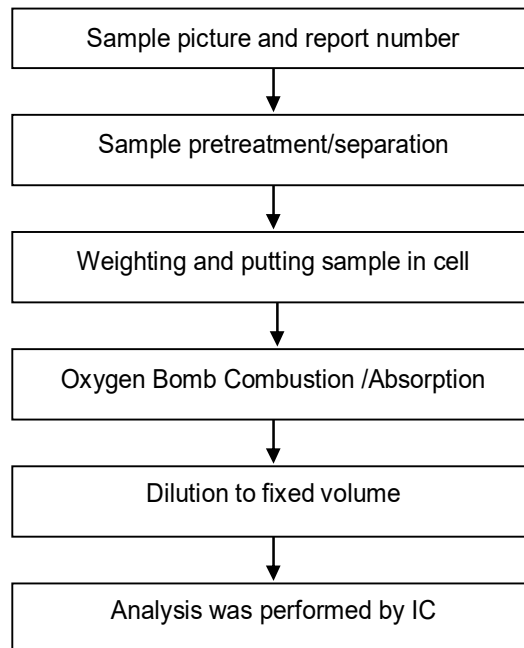 Sample picture and report number
Sample pretreatment/separation
Weighting and putting sample in cell
Oxygen Bomb Combustion /Absorption
Dilution to fixed volume
Analysis was performed by IC